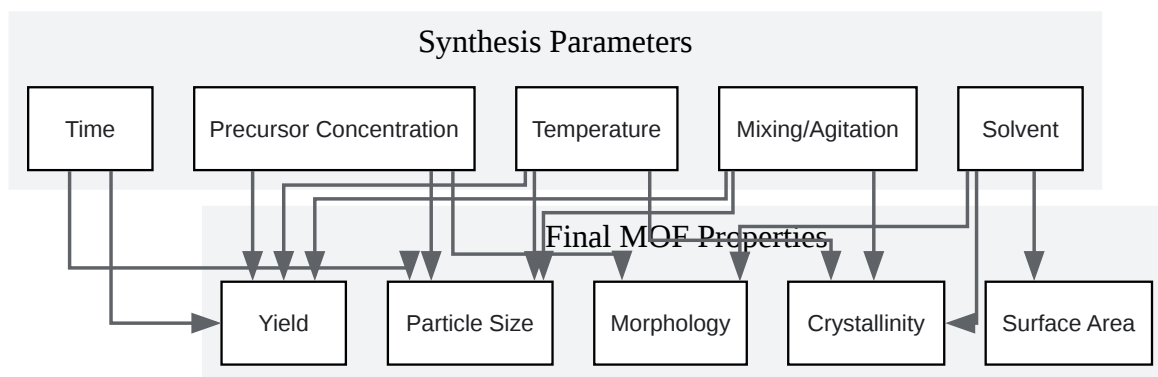 Synthesis Parameters
Time
Precursor Concentration
Temperature
Mixing/Agitation
Solvent
Final MOF Properties
Yield
Particle Size
Morphology
Crystallinity
Surface Area